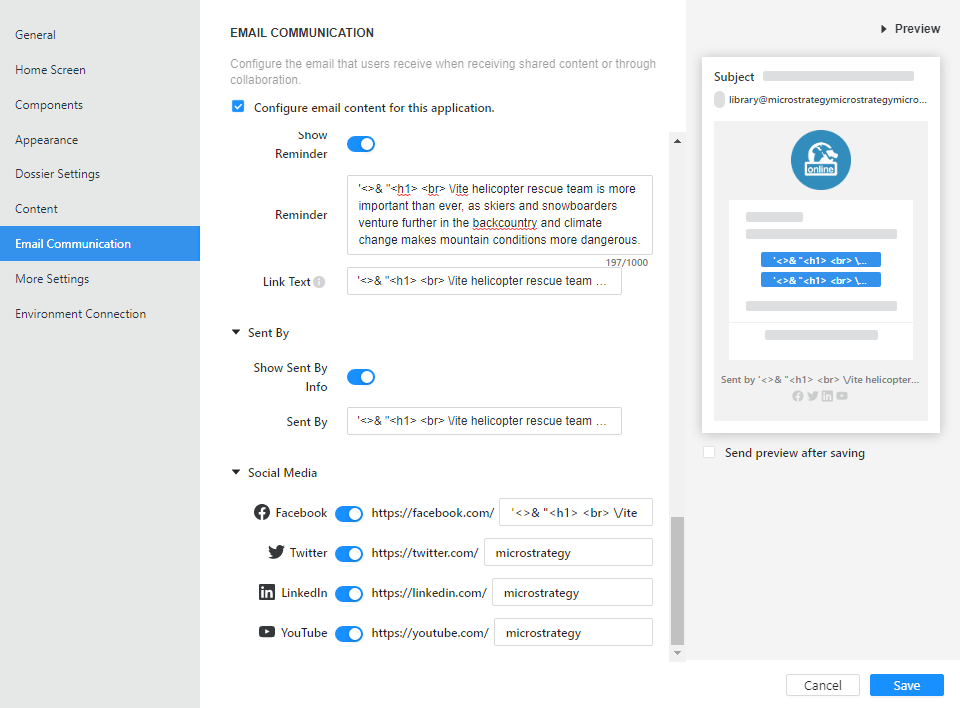 General
Home Screen
Components
Appearance
Dossier Settings
Content
Email Communication
More Settings
Environment Connection
EMAIL COMMUNICATION
Configure the email that users receive when receiving shared content or through
collaboration.
Configure email content for this application.
Show
Reminder
Reminder
'<>& "<h1> <br> \/ite helicopter rescue team is more
important than ever, as skiers and snowboarders
venture further in the backcountry and climate
change makes mountain conditions more dangerous.
197/1000
Link Text
'<>& "<h1> <br> \/ite helicopter rescue team ...
Sent By
Show Sent By
Info
Sent By
'<>& "<h1> <br> \/ite helicopter rescue team ...
Social Media
Facebook https://facebook.com/ '<>& "<h1> <br> \/ite
Twitter https://twitter.com/ microstrategy
LinkedIn https://linkedin.com/ microstrategy
YouTube https://youtube.com/ microstrategy
Preview
Subject
library@microstrategymicrostrategymicro...
online
'<>& "<h1> <br> \...
'<>& "<h1> <br> \...
Sent by '<>& "<h1> <br> \/ite helicopter...
Send preview after saving
Cancel
Save